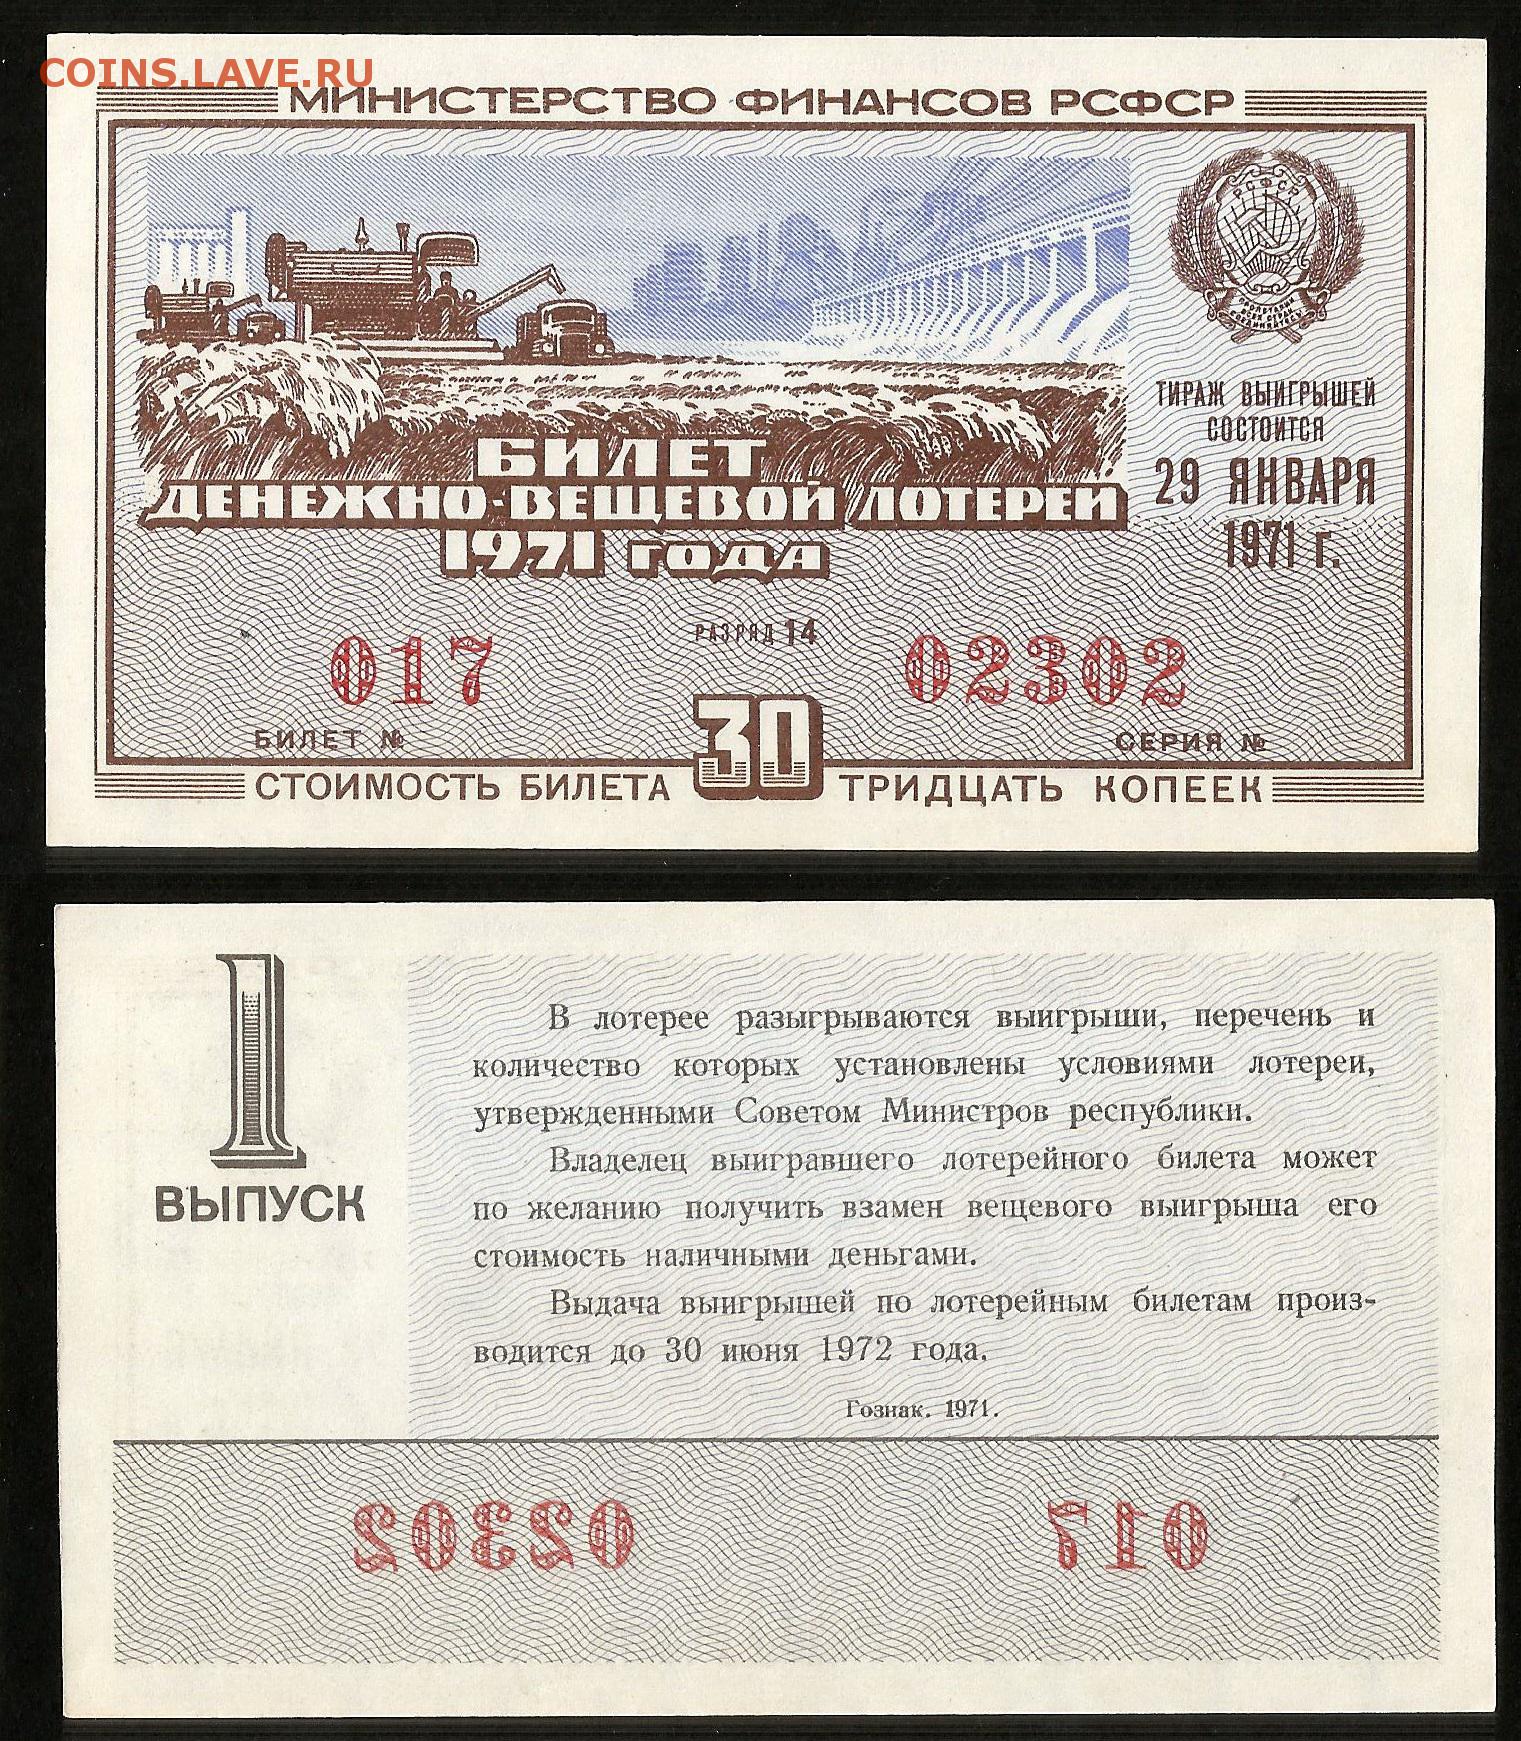 COINS.LAVE.RU
МИНИСТЕРСТВО ФИНАНСОВ РСФСР
РСФСР
ТИРАЖ ВЫИГРЫШЕЙ
СОСТОИТСЯ
29 ЯНВАРЯ
1971 г.
БИЛЕТ
ДЕНЕЖНО-ВЕЩЕВОЙ ЛОТЕРЕИ
1971 ГОДА
РАЗРЯД 14
017 02302
БИЛЕТ № СЕРИЯ №
СТОИМОСТЬ БИЛЕТА 30 ТРИДЦАТЬ КОПЕЕК
1
ВЫПУСК
В лотерее разыгрываются выигрыши, перечень и
количество которых установлены условиями лотереи,
утвержденными Советом Министров республики.
Владелец выигравшего лотерейного билета может
по желанию получить взамен вещевого выигрыша его
стоимость наличными деньгами.
Выдача выигрышей по лотерейным билетам произ-
водится до 30 июня 1972 года.
Гознак. 1971.
02302 017